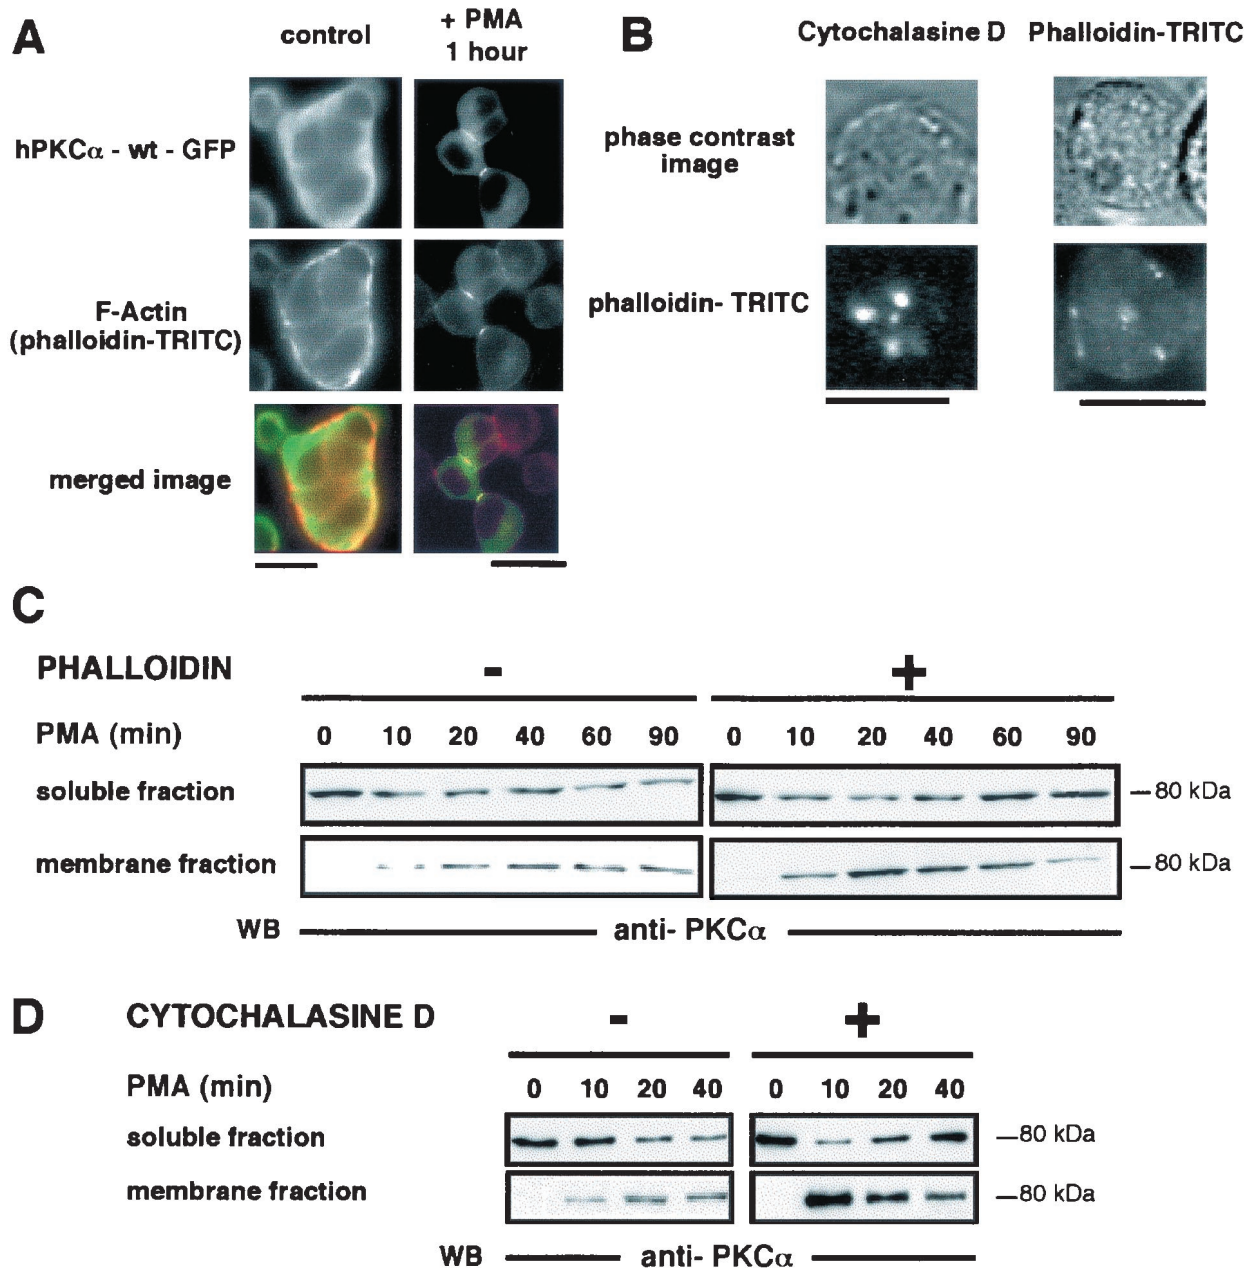 A
control
+ PMA
1 hour
hPKCα - wt - GFP
F-Actin
(phalloidin-TRITC)
merged image
B
Cytochalasine D Phalloidin-TRITC
phase contrast
image
phalloidin- TRITC
C
PHALLOIDIN - +
PMA (min) 0 10 20 40 60 90 0 10 20 40 60 90
soluble fraction 80 kDa
membrane fraction 80 kDa
WB anti- PKCα
D
CYTOCHALASINE D - +
PMA (min) 0 10 20 40 0 10 20 40
soluble fraction 80 kDa
membrane fraction 80 kDa
WB anti- PKCα